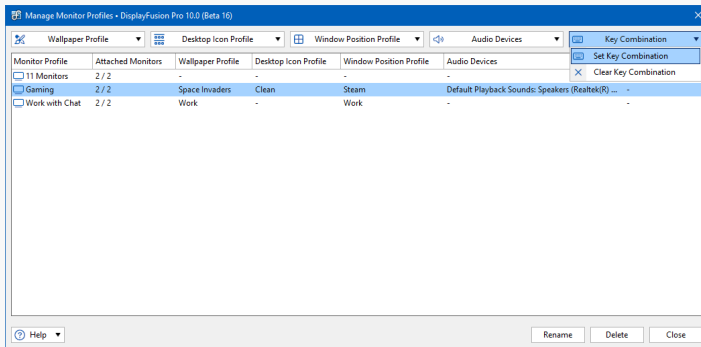 Manage Monitor Profiles • DisplayFusion Pro 10.0 (Beta 16)
Wallpaper Profile Desktop Icon Profile Window Position Profile Audio Devices Key Combination
Set Key Combination
Clear Key Combination
Monitor Profile Attached Monitors Wallpaper Profile Desktop Icon Profile Window Position Profile Audio Devices
11 Monitors 2 / 2 - - - -
Gaming 2 / 2 Space Invaders Clean Steam Default Playback Sounds: Speakers (Realtek(R) ... -
Work with Chat 2 / 2 Work - Work - -
Help Rename Delete Close